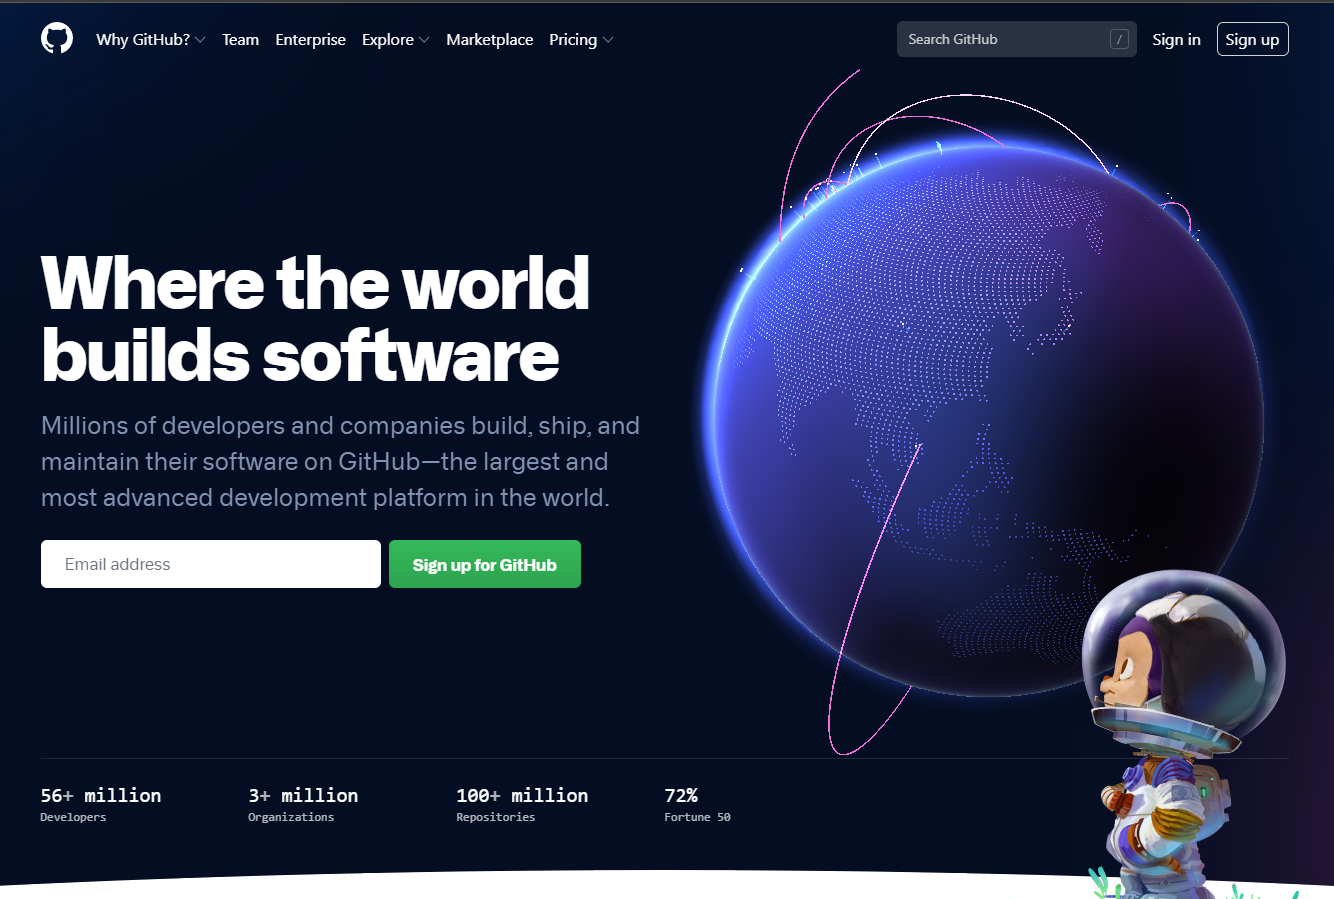 Why GitHub? Team Enterprise Explore Marketplace Pricing Search GitHub / Sign in Sign up
Where the world
builds software
Millions of developers and companies build, ship, and
maintain their software on GitHub—the largest and
most advanced development platform in the world.
Email address Sign up for GitHub
56+ million 3+ million 100+ million 72%
Developers Organizations Repositories Fortune 50